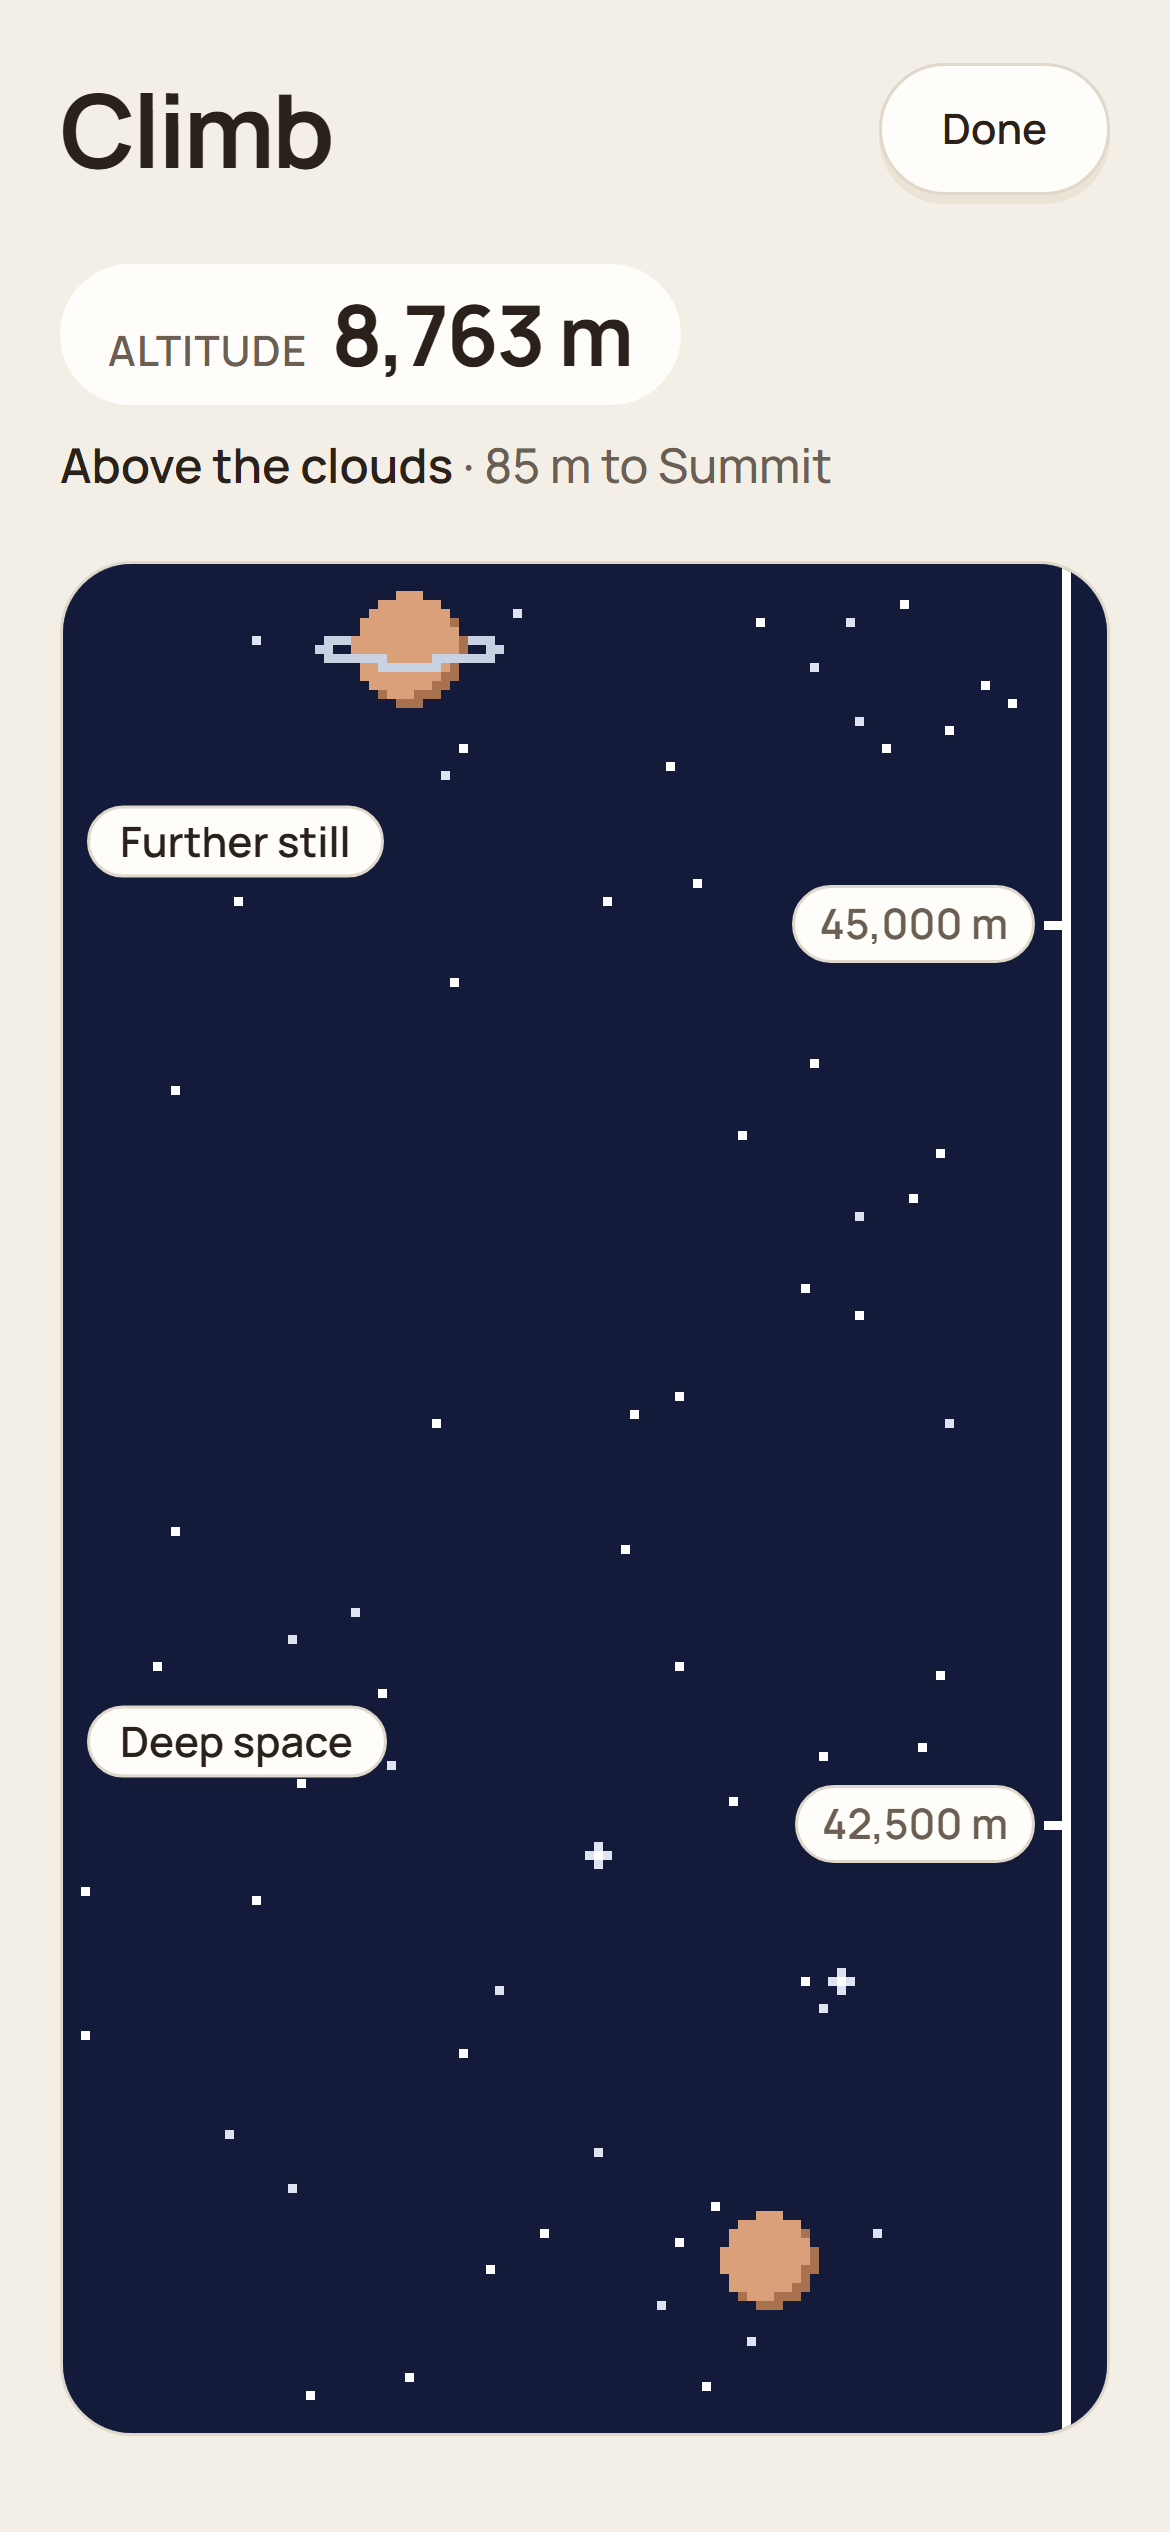 Climb
Done
ALTITUDE 8,763 m
Above the clouds · 85 m to Summit
Further still
45,000 m
Deep space
42,500 m